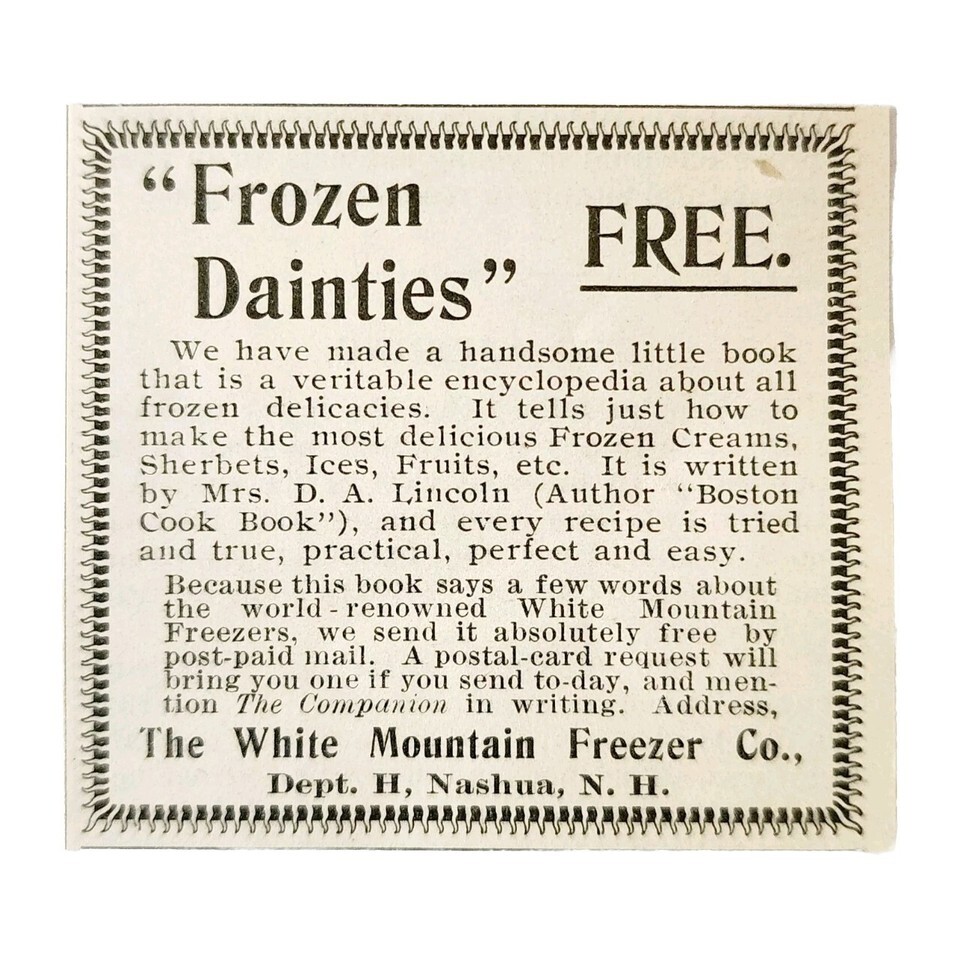 “Frozen
Dainties”
FREE.
We have made a handsome little book
that is a veritable encyclopedia about all
frozen delicacies. It tells just how to
make the most delicious Frozen Creams,
Sherbets, Ices, Fruits, etc. It is written
by Mrs. D. A. Lincoln (Author “Boston
Cook Book”), and every recipe is tried
and true, practical, perfect and easy.
Because this book says a few words about
the world-renowned White Mountain
Freezers, we send it absolutely free by
post-paid mail. A postal-card request will
bring you one if you send to-day, and men-
tion The Companion in writing. Address,
The White Mountain Freezer Co.,
Dept. H, Nashua, N. H.